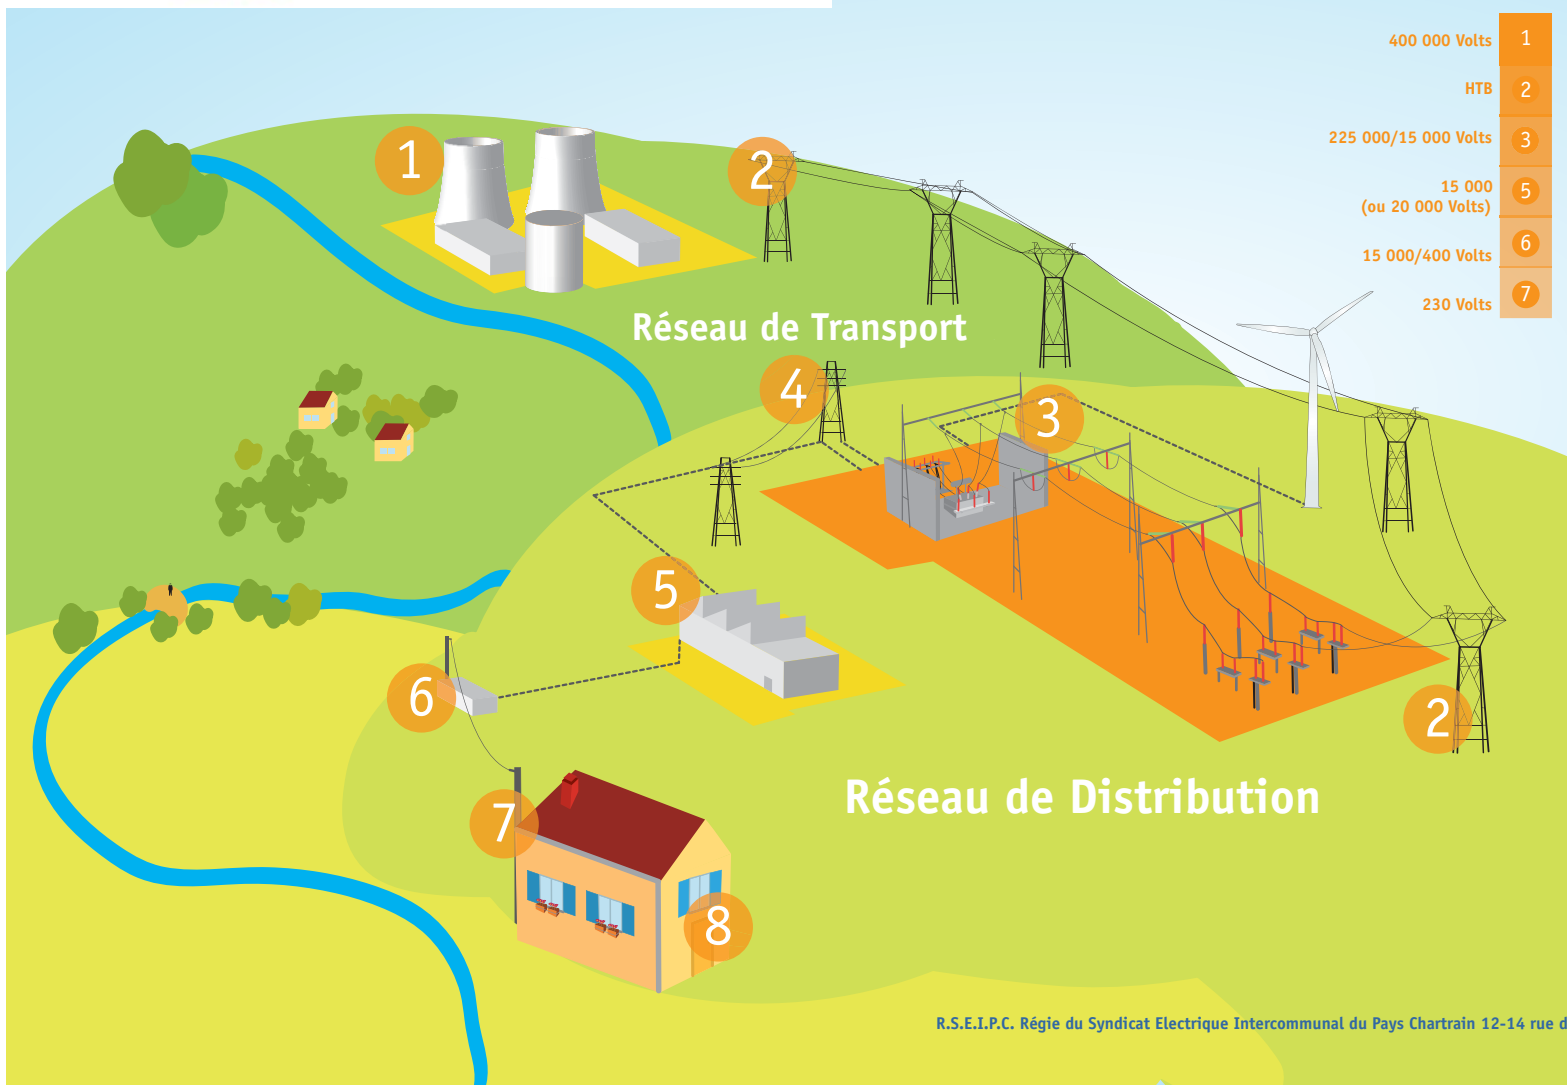 400 000 Volts 1
HTB 2
225 000/15 000 Volts 3
15 000
(ou 20 000 Volts) 5
15 000/400 Volts 6
230 Volts 7
1
2
Réseau de Transport
4
3
5
6
2
Réseau de Distribution
7
8
R.S.E.I.P.C. Régie du Syndicat Electrique Intercommunal du Pays Chartrain 12-14 rue